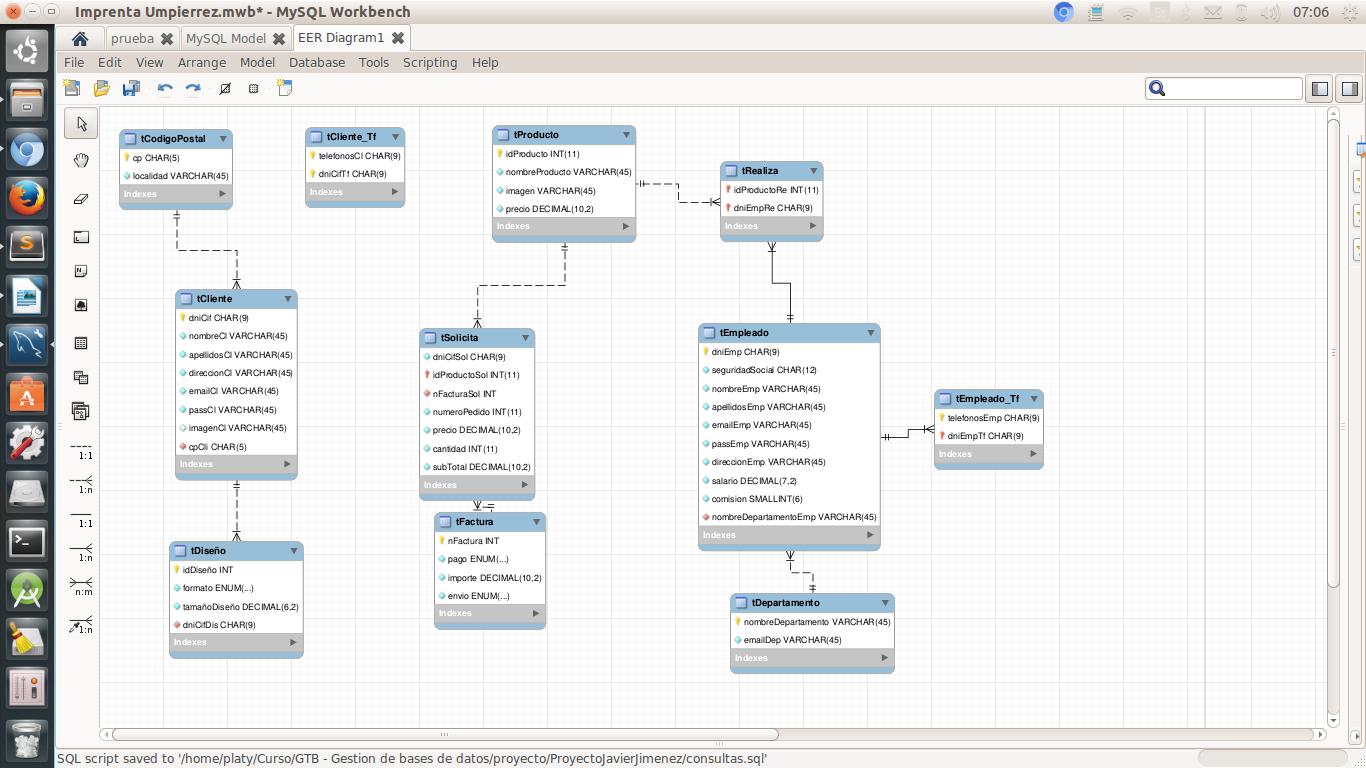 Imprenta Umpierrez.mwb* - MySQL Workbench
07:06
prueba
MySQL Model
EER Diagram1
File Edit View Arrange Model Database Tools Scripting Help
tCodigoPostal
cp CHAR(5)
localidad VARCHAR(45)
Indexes
tCliente_Tf
telefonosCl CHAR(9)
dniCifTf CHAR(9)
Indexes
tProducto
idProducto INT(11)
nombreProducto VARCHAR(45)
imagen VARCHAR(45)
precio DECIMAL(10,2)
Indexes
tRealiza
idProductoRe INT(11)
dniEmpRe CHAR(9)
Indexes
tCliente
dniCif CHAR(9)
nombreCl VARCHAR(45)
apellidosCl VARCHAR(45)
direccionCl VARCHAR(45)
emailCl VARCHAR(45)
passCl VARCHAR(45)
imagenCl VARCHAR(45)
cpCli CHAR(5)
Indexes
tSolicita
dniCifSol CHAR(9)
idProductoSol INT(11)
nFacturaSol INT
numeroPedido INT(11)
precio DECIMAL(10,2)
cantidad INT(11)
subTotal DECIMAL(10,2)
Indexes
tEmpleado
dniEmp CHAR(9)
seguridadSocial CHAR(12)
nombreEmp VARCHAR(45)
apellidosEmp VARCHAR(45)
emailEmp VARCHAR(45)
passEmp VARCHAR(45)
direccionEmp VARCHAR(45)
salario DECIMAL(7,2)
comision SMALLINT(6)
nombreDepartamentoEmp VARCHAR(45)
Indexes
tEmpleado_Tf
telefonosEmp CHAR(9)
dniEmpTf CHAR(9)
Indexes
tDiseño
idDiseño INT
formato ENUM(...)
tamañoDiseño DECIMAL(6,2)
dniCifDis CHAR(9)
Indexes
tFactura
nFactura INT
pago ENUM(...)
importe DECIMAL(10,2)
envio ENUM(...)
Indexes
tDepartamento
nombreDepartamento VARCHAR(45)
emailDep VARCHAR(45)
Indexes
1:1
1:n
1:1
1:n
n:m
1:n
SQL script saved to '/home/platy/Curso/GTB - Gestion de bases de datos/proyecto/ProyectoJavierJimenez/consultas.sql'